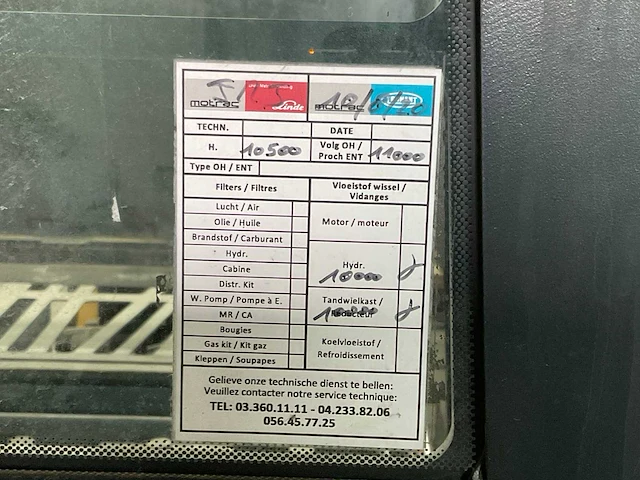 motrac Linde motrac
TECHN. DATE
H. 10500 Volg OH / Proch ENT 11000
Type OH / ENT
Filters / Filtres Vloeistof wissel / Vidanges
Lucht / Air
Olie / Huile
Brandstof / Carburant
Hydr.
Cabine
Distr. Kit
W. Pomp / Pompe à E.
MR / CA
Bougies
Gas kit / Kit gaz
Kleppen / Soupapes
Motor / moteur
Hydr.
10000
Tandwielkast /
10000
Koelvloeistof /
Refroidissement
Gelieve onze technische dienst te bellen:
Veuillez contacter notre service technique:
TEL: 03.360.11.11 - 04.233.82.06
056.45.77.25